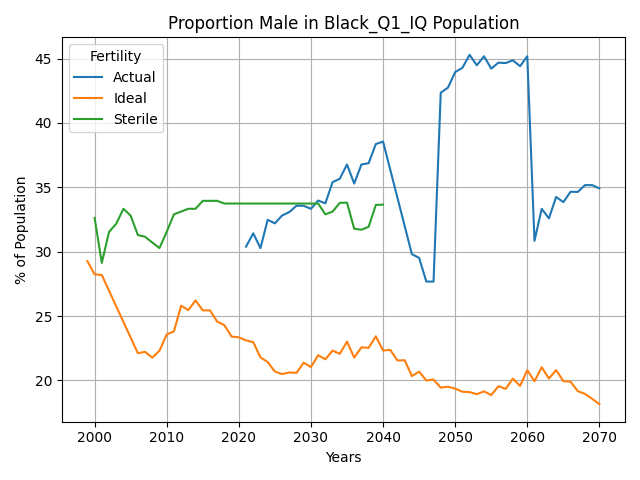 Proportion Male in Black_Q1_IQ Population
Fertility
Actual
Ideal
Sterile
% of Population
45
40
35
30
25
20
2000 2010 2020 2030 2040 2050 2060 2070
Years